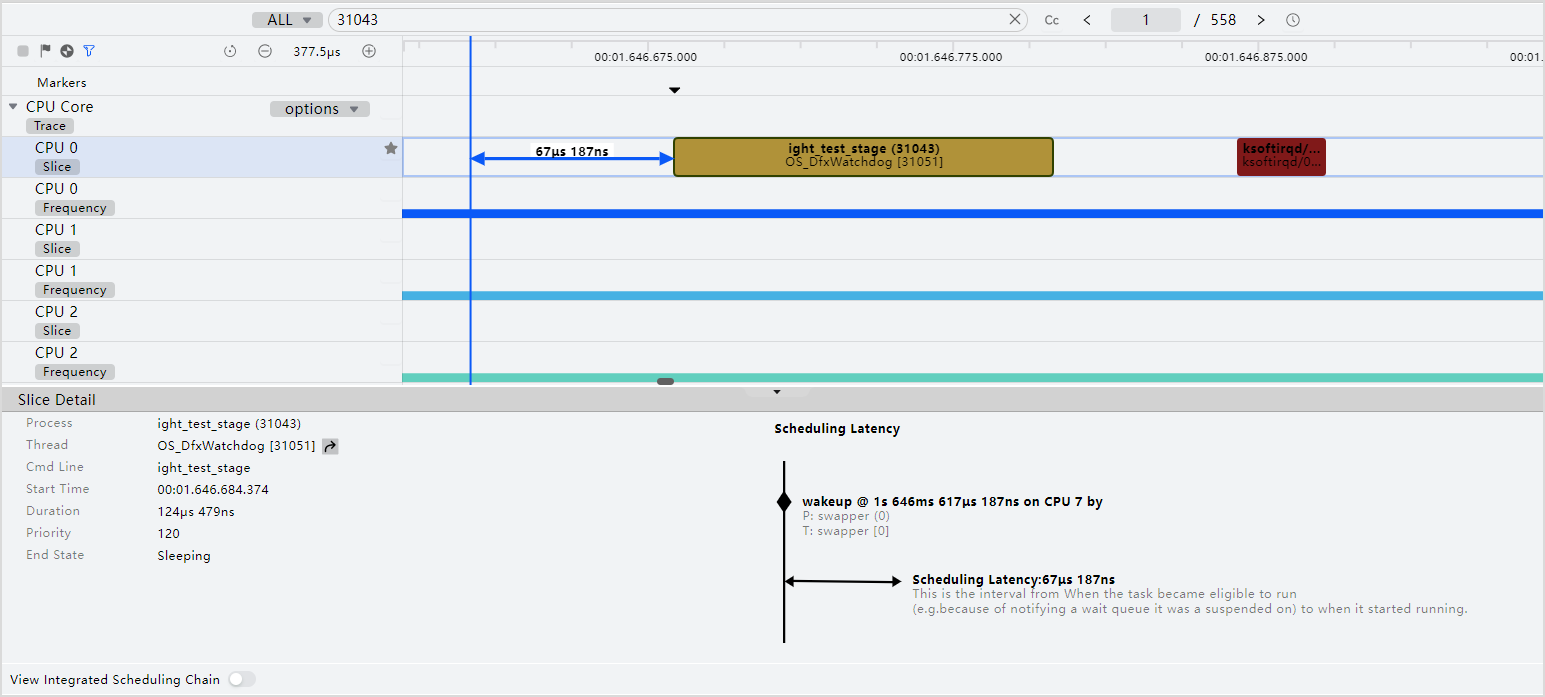 ALL 31043 Cc 1 / 558
377.5μs 00:01.646.675.000 00:01.646.775.000 00:01.646.875.000 00:01.
Markers
CPU Core options
Trace
CPU 0
Slice
67μs 187ns
ight_test_stage (31043)
OS_DfxWatchdog [31051]
ksoftirqd/...
ksoftirqd/0...
CPU 0
Frequency
CPU 1
Slice
CPU 1
Frequency
CPU 2
Slice
CPU 2
Frequency
Slice Detail
Process ight_test_stage (31043)
Thread OS_DfxWatchdog [31051]
Cmd Line ight_test_stage
Start Time 00:01.646.684.374
Duration 124μs 479ns
Priority 120
End State Sleeping
Scheduling Latency
wakeup @ 1s 646ms 617μs 187ns on CPU 7 by
P: swapper (0)
T: swapper [0]
Scheduling Latency:67μs 187ns
This is the interval from When the task became eligible to run
(e.g.because of notifying a wait queue it was a suspended on) to when it started running.
View Integrated Scheduling Chain